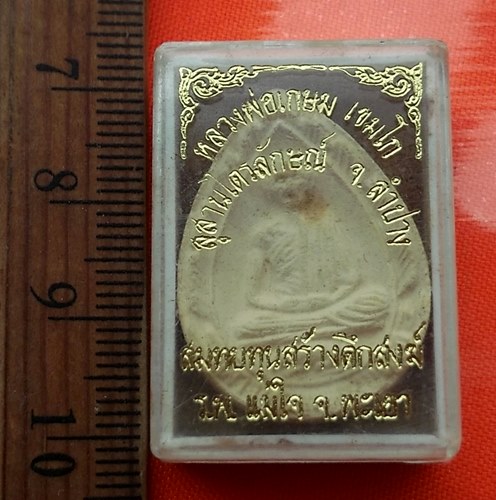 หลวงพ่อเกษม เขมโก
สุสานไตรลักษณ์ จ.ลำปาง
สมทบทุนสร้างตึกสงฆ์
ร.พ. แม่ใจ จ.พะเยา
7
8
9
10